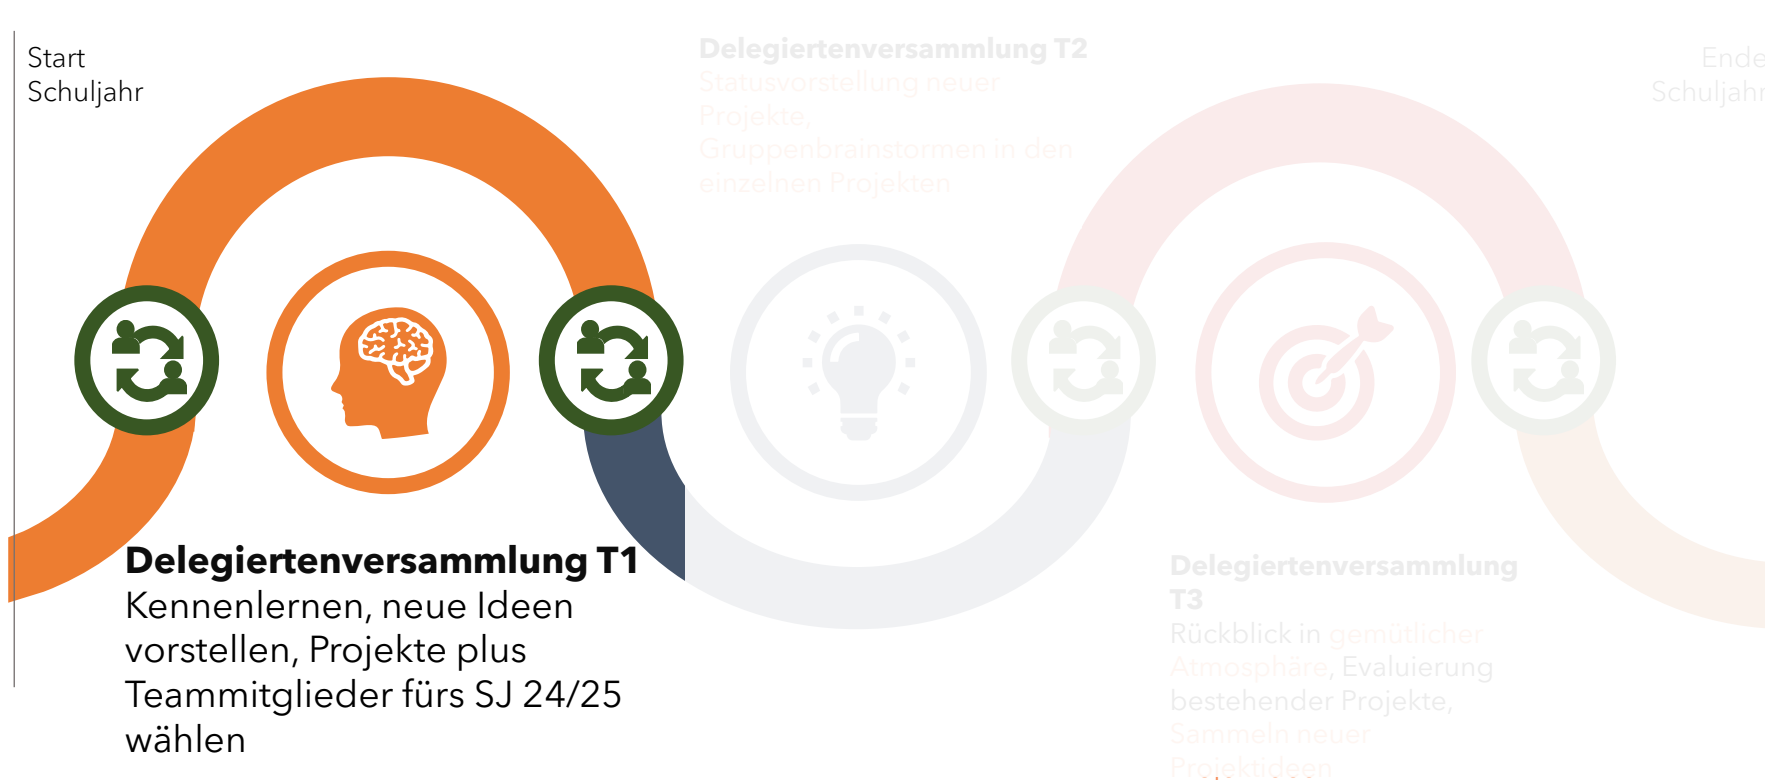 Start
Schuljahr
Delegiertenversammlung T2
Statusvorstellung neuer
Projekte,
Gruppenbrainstormen in den
einzelnen Projekten
Ende
Schuljahr
Delegiertenversammlung T1
Kennenlernen, neue Ideen
vorstellen, Projekte plus
Teammitglieder fürs SJ 24/25
wählen
Delegiertenversammlung
T3
Rückblick in gemütlicher
Atmosphäre, Evaluierung
bestehender Projekte,
Sammeln neuer
Projektideen